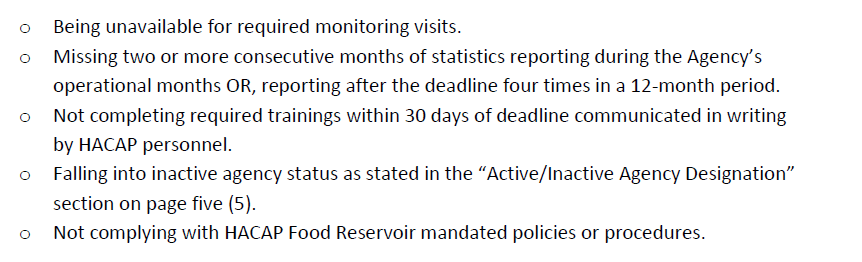 o Being unavailable for required monitoring visits.
o Missing two or more consecutive months of statistics reporting during the Agency’s
operational months OR, reporting after the deadline four times in a 12-month period.
o Not completing required trainings within 30 days of deadline communicated in writing
by HACAP personnel.
o Falling into inactive agency status as stated in the “Active/Inactive Agency Designation”
section on page five (5).
o Not complying with HACAP Food Reservoir mandated policies or procedures.